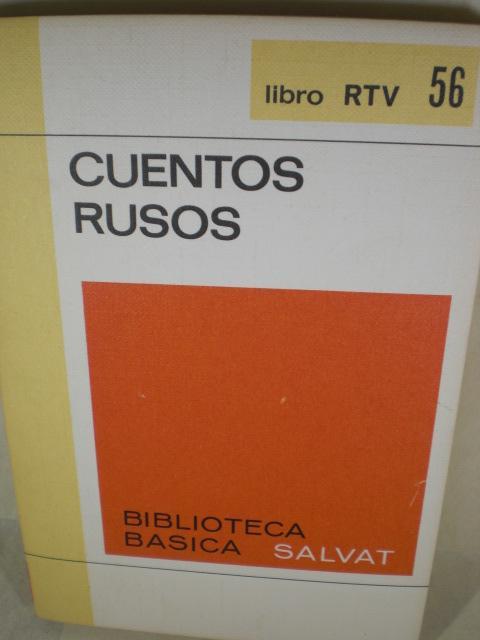 libro RTV 56
CUENTOS
RUSOS
BIBLIOTECA
BASICA SALVAT